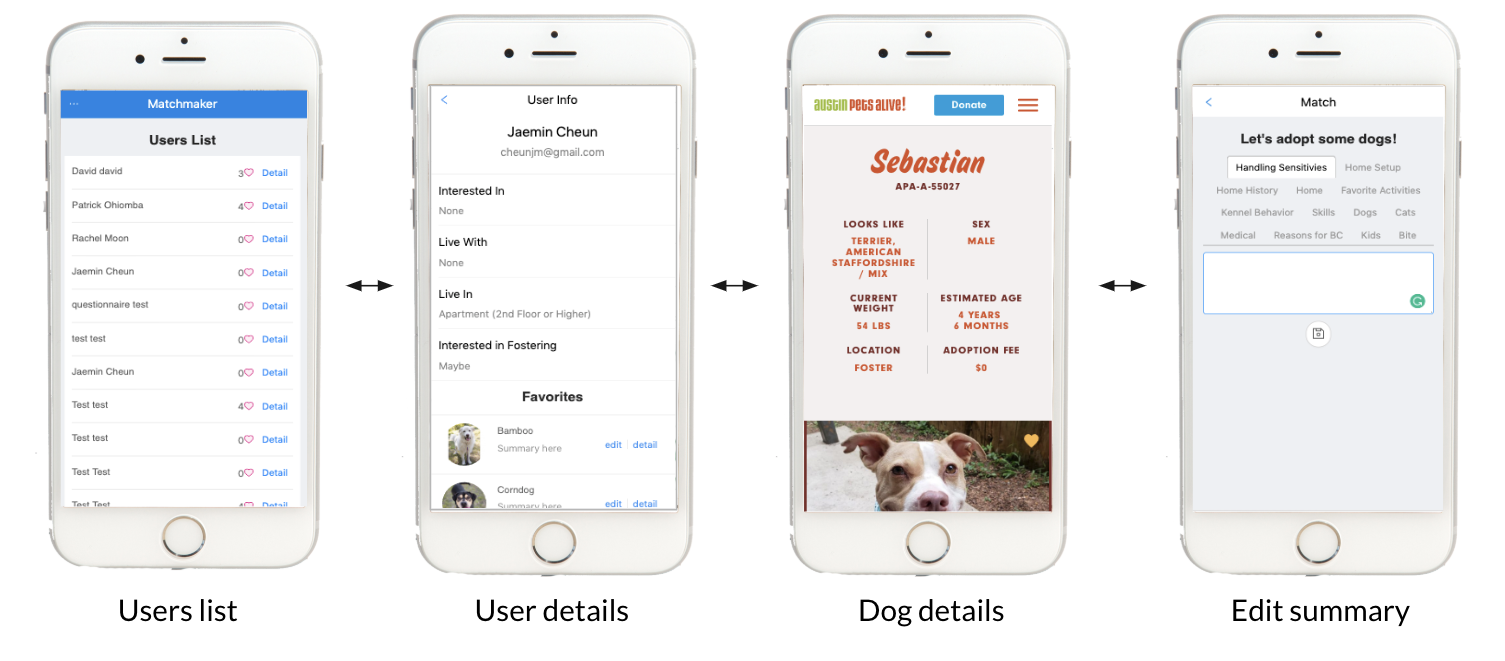 Matchmaker
Users List
David david 3 Detail
Patrick Ohiomba 4 Detail
Rachel Moon 0 Detail
Jaemin Cheun 0 Detail
questionnaire test 0 Detail
test test 0 Detail
Jaemin Cheun 0 Detail
Test test 4 Detail
Test test 0 Detail
Test Test 0 Detail
Test Test 4 Detail
Users list
User Info
Jaemin Cheun
cheunjm@gmail.com
Interested In
None
Live With
None
Live In
Apartment (2nd Floor or Higher)
Interested in Fostering
Maybe
Favorites
Bamboo
Summary here edit detail
Corndog
Summary here edit detail
User details
austin pets alive! Donate
Sebastian
APA-A-55027
LOOKS LIKE
TERRIER,
AMERICAN
STAFFORDSHIRE
/ MIX
SEX
MALE
CURRENT
WEIGHT
54 LBS
ESTIMATED AGE
4 YEARS
6 MONTHS
LOCATION
FOSTER
ADOPTION FEE
$0
Dog details
Match
Let's adopt some dogs!
Handling Sensitivies Home Setup
Home History Home Favorite Activities
Kennel Behavior Skills Dogs Cats
Medical Reasons for BC Kids Bite
Edit summary